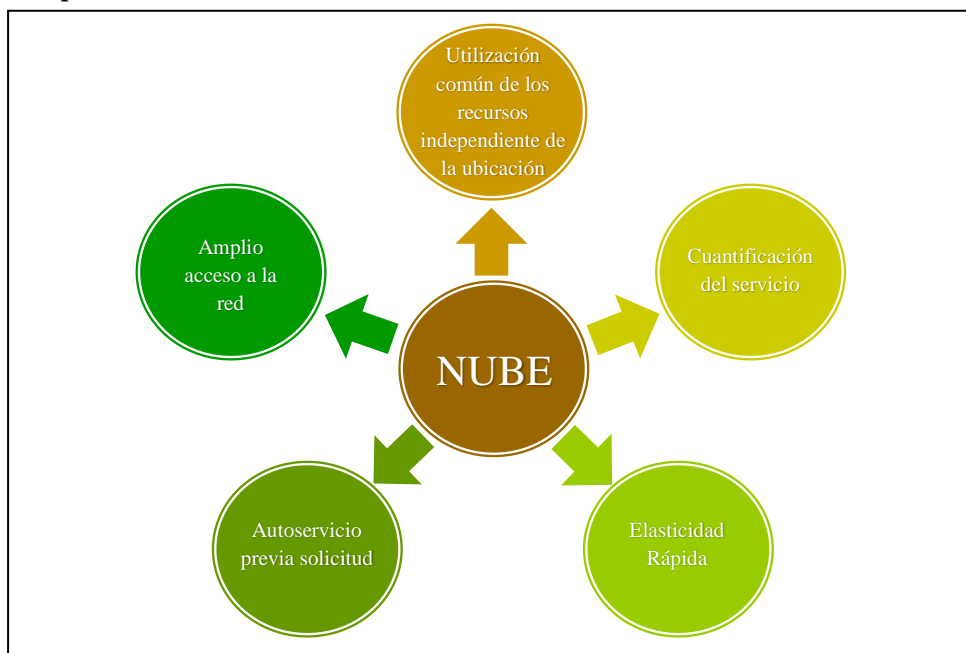 Utilización
común de los
recursos
independiente de
la ubicación
Amplio
acceso a la
red
Cuantificación
del servicio
NUBE
Autoservicio
previa solicitud
Elasticidad
Rápida